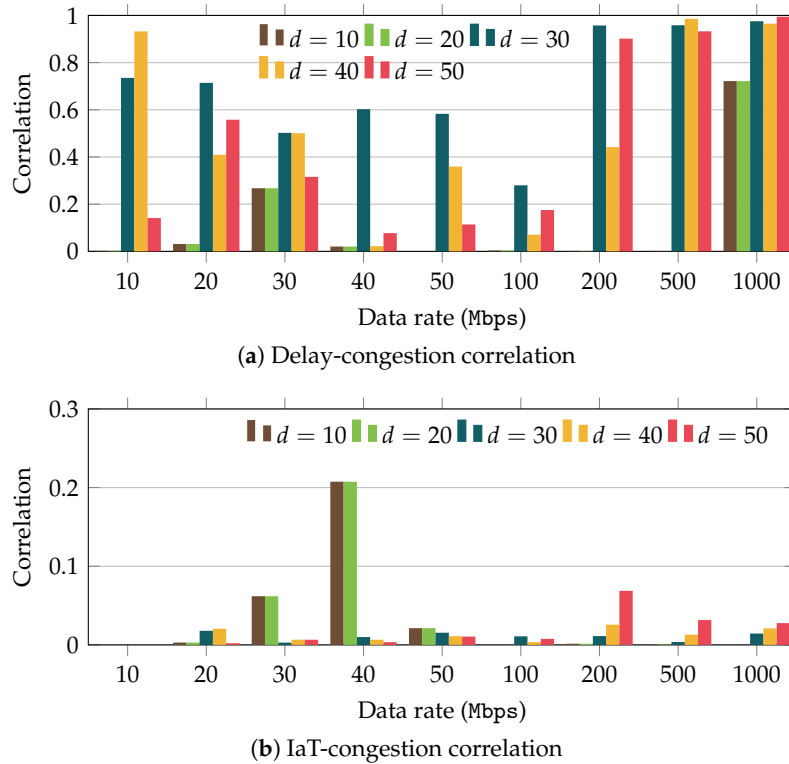 1
0.8
0.6
0.4
0.2
0
Correlation
d = 10 d = 20 d = 30
d = 40 d = 50
10 20 30 40 50 100 200 500 1000
Data rate (Mbps)
(a) Delay-congestion correlation
0.3
0.2
0.1
0
Correlation
d = 10 d = 20 d = 30 d = 40 d = 50
10 20 30 40 50 100 200 500 1000
Data rate (Mbps)
(b) IaT-congestion correlation